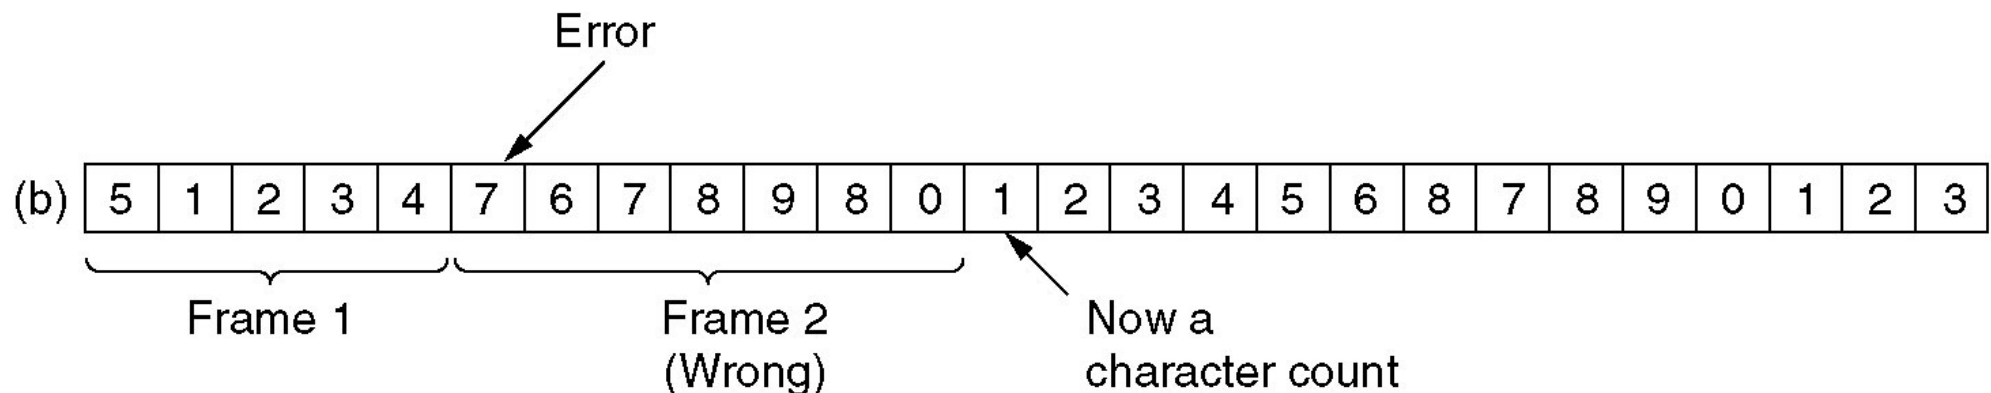 Error
(b) 5 1 2 3 4 7 6 7 8 9 8 0 1 2 3 4 5 6 8 7 8 9 0 1 2 3
Frame 1 Frame 2 Now a
(Wrong) character count